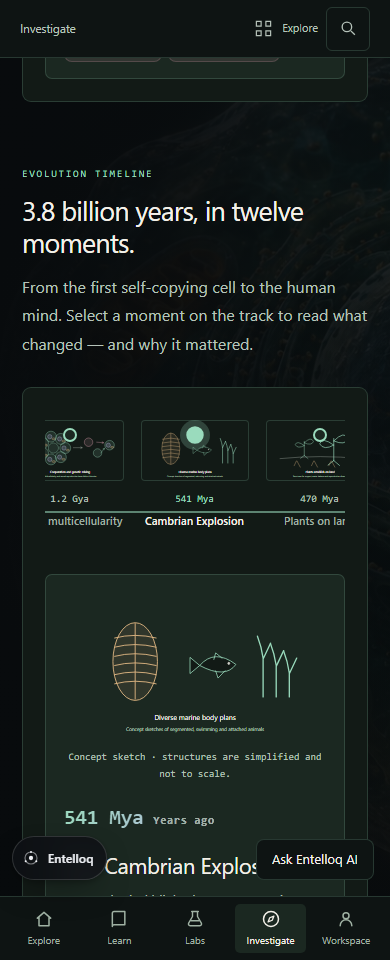 Investigate
Explore
EVOLUTION TIMELINE
3.8 billion years, in twelve
moments.
From the first self-copying cell to the human
mind. Select a moment on the track to read what
changed — and why it mattered.
1.2 Gya
541 Mya
470 Mya
multicellularity
Cambrian Explosion
Plants on lan
Diverse marine body plans
Concept sketches of segmented, swimming and attached animals
Concept sketch · structures are simplified and
not to scale.
541 Mya Years ago
Cambrian Explos
Entelloq
Ask Entelloq AI
Explore
Learn
Labs
Investigate
Workspace